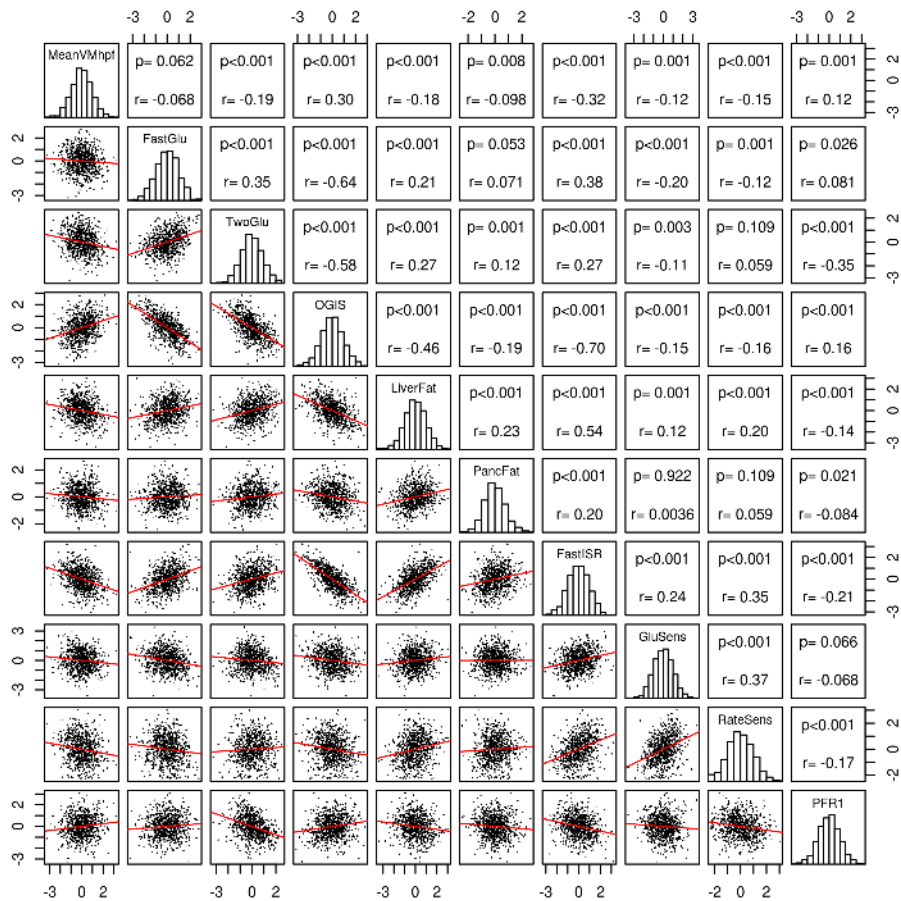 -3 0 2 -3 0 2 -3 0 2 -3 0 3 -3 0 2
MeanVMhpf p= 0.062 p<0.001 p<0.001 p<0.001 p= 0.008 p<0.001 p= 0.001 p<0.001 p= 0.001
r= -0.068 r= -0.19 r= 0.30 r= -0.18 r= -0.098 r= -0.32 r= -0.12 r= -0.15 r= 0.12
2 0 -3
FastGlu p<0.001 p<0.001 p<0.001 p= 0.053 p<0.001 p<0.001 p= 0.001 p= 0.026
r= 0.35 r= -0.64 r= 0.21 r= 0.071 r= 0.38 r= -0.20 r= -0.12 r= 0.081
2 0 -3
TwoGlu p<0.001 p<0.001 p= 0.001 p<0.001 p= 0.003 p= 0.109 p<0.001
r= -0.58 r= 0.27 r= 0.12 r= 0.27 r= -0.11 r= 0.059 r= -0.35
2 0 -3
OGIS p<0.001 p<0.001 p<0.001 p<0.001 p<0.001 p<0.001
r= -0.46 r= -0.19 r= -0.70 r= -0.15 r= -0.16 r= 0.16
2 0 -3
LiverFat p<0.001 p<0.001 p= 0.001 p<0.001 p<0.001
r= 0.23 r= 0.54 r= 0.12 r= 0.20 r= -0.14
2 0 -3
PancFat p<0.001 p= 0.922 p= 0.109 p= 0.021
r= 0.20 r= 0.0036 r= 0.059 r= -0.084
2 0 -2
FastISR p<0.001 p<0.001 p<0.001
r= 0.24 r= 0.35 r= -0.21
2 0 -3
GluSens p<0.001 p= 0.066
r= 0.37 r= -0.068
3 0 -3
RateSens p<0.001
r= -0.17
2 0 -2
PFR1
2 0 -3
-3 0 2 -3 0 2 -3 0 2 -3 0 2 -2 0 2